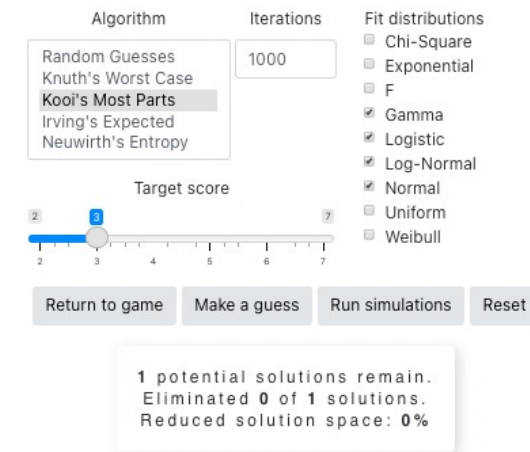 Algorithm
Random Guesses
Knuth's Worst Case
Kooi's Most Parts
Irving's Expected
Neuwirth's Entropy
Iterations
1000
Fit distributions
Chi-Square
Exponential
F
Gamma
Logistic
Log-Normal
Normal
Uniform
Weibull
Target score
2 3 7
2 3 4 5 6 7
Return to game Make a guess Run simulations Reset
1 potential solutions remain.
Eliminated 0 of 1 solutions.
Reduced solution space: 0%